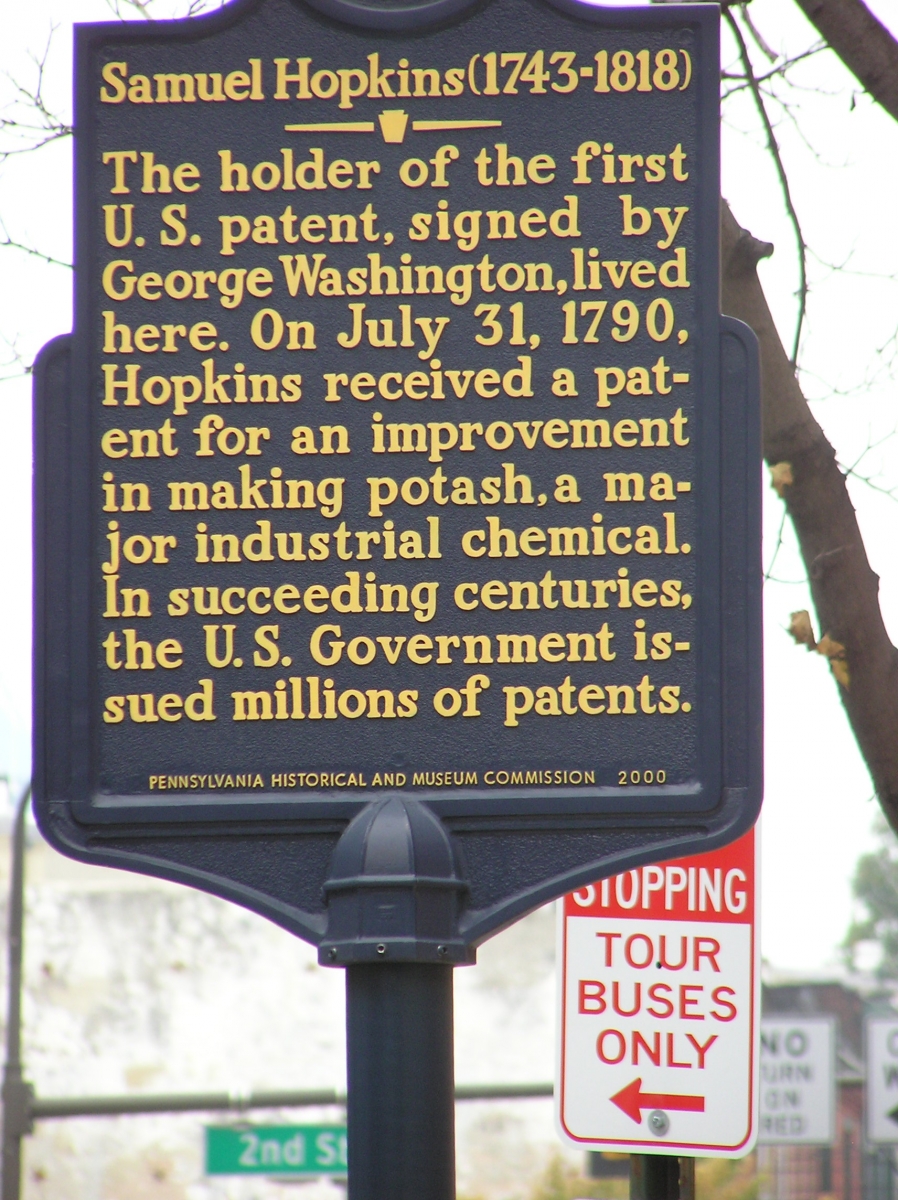 Samuel Hopkins (1743-1818)
The holder of the first
U. S. patent, signed by
George Washington, lived
here. On July 31, 1790,
Hopkins received a pat-
ent for an improvement
in making potash, a ma-
jor industrial chemical.
In succeeding centuries,
the U. S. Government is-
sued millions of patents.
PENNSYLVANIA HISTORICAL AND MUSEUM COMMISSION 2000
STOPPING
TOUR
BUSES
ONLY
NO
TURN
ON
RED
2nd St